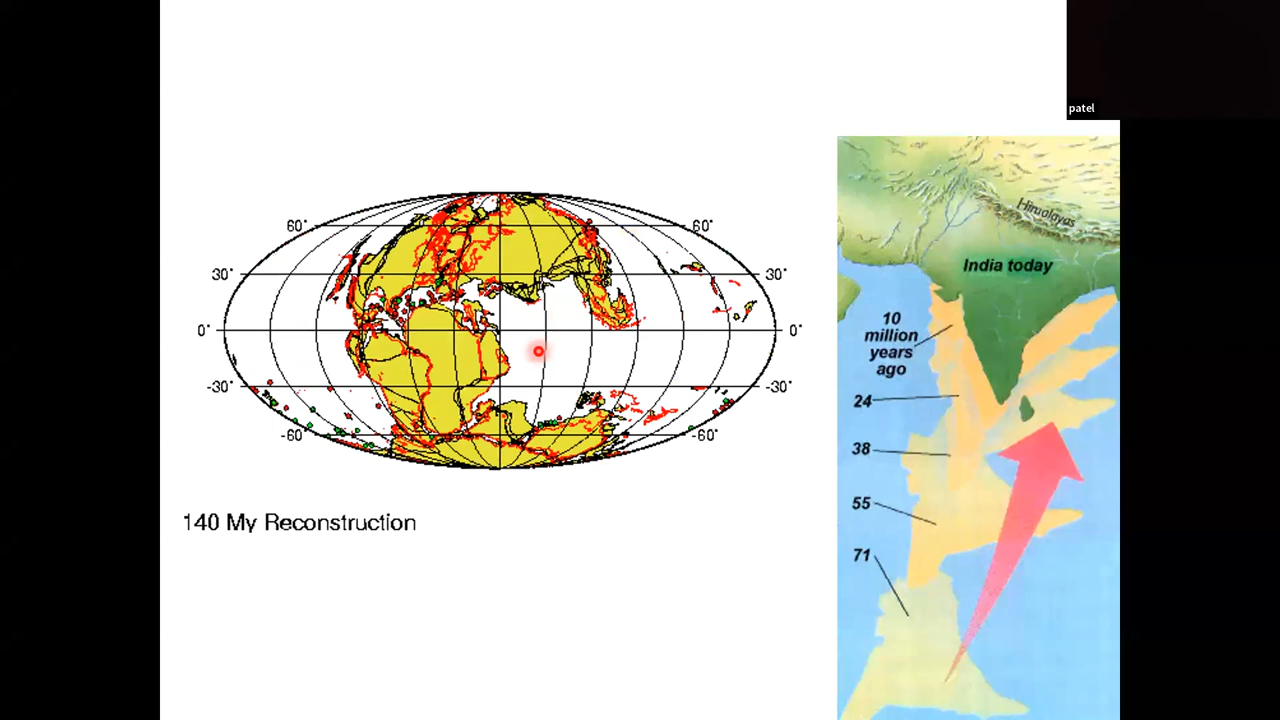 patel
60°
60°
30°
30°
0°
0°
-30°
-30°
-60°
-60°
140 My Reconstruction
Himalayas
India today
10
million
years
ago
24
38
55
71